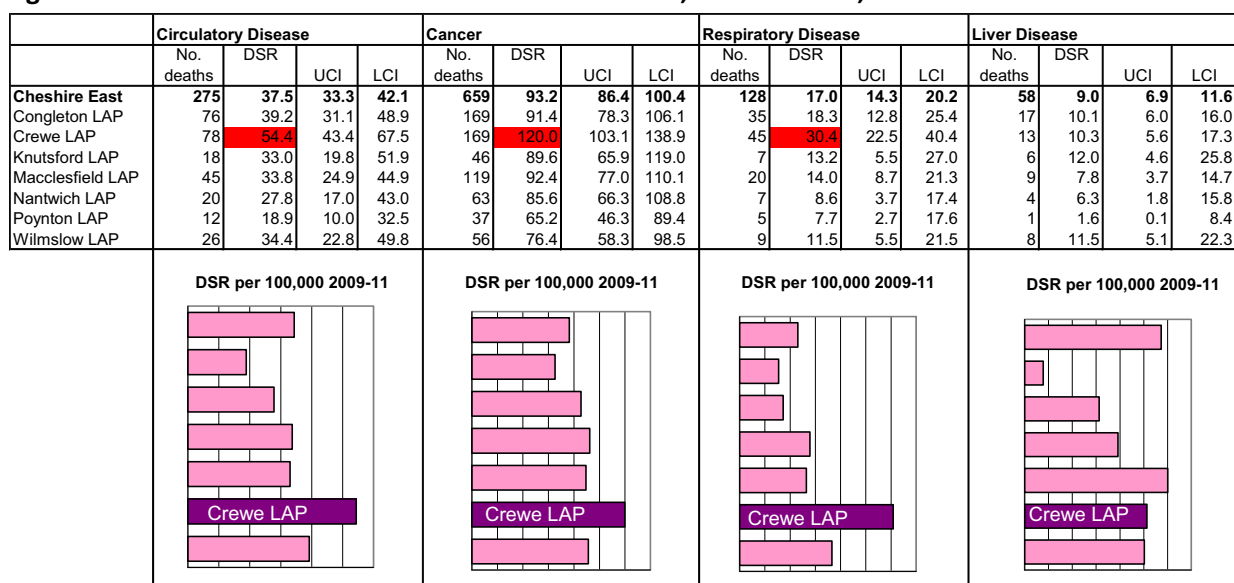 Circulatory Disease Cancer Respiratory Disease Liver Disease
No. deaths DSR UCI LCI No. deaths DSR UCI LCI No. deaths DSR UCI LCI No. deaths DSR UCI LCI
Cheshire East 275 37.5 33.3 42.1 659 93.2 86.4 100.4 128 17.0 14.3 20.2 58 9.0 6.9 11.6
Congleton LAP 76 39.2 31.1 48.9 169 91.4 78.3 106.1 35 18.3 12.8 25.4 17 10.1 6.0 16.0
Crewe LAP 78 54.4 43.4 67.5 169 120.0 103.1 138.9 45 30.4 22.5 40.4 13 10.3 5.6 17.3
Knutsford LAP 18 33.0 19.8 51.9 46 89.6 65.9 119.0 7 13.2 5.5 27.0 6 12.0 4.6 25.8
Macclesfield LAP 45 33.8 24.9 44.9 119 92.4 77.0 110.1 20 14.0 8.7 21.3 9 7.8 3.7 14.7
Nantwich LAP 20 27.8 17.0 43.0 63 85.6 66.3 108.8 7 8.6 3.7 17.4 4 6.3 1.8 15.8
Poynton LAP 12 18.9 10.0 32.5 37 65.2 46.3 89.4 5 7.7 2.7 17.6 1 1.6 0.1 8.4
Wilmslow LAP 26 34.4 22.8 49.8 56 76.4 58.3 98.5 9 11.5 5.5 21.5 8 11.5 5.1 22.3
DSR per 100,000 2009-11 DSR per 100,000 2009-11 DSR per 100,000 2009-11 DSR per 100,000 2009-11
Crewe LAP Crewe LAP Crewe LAP Crewe LAP